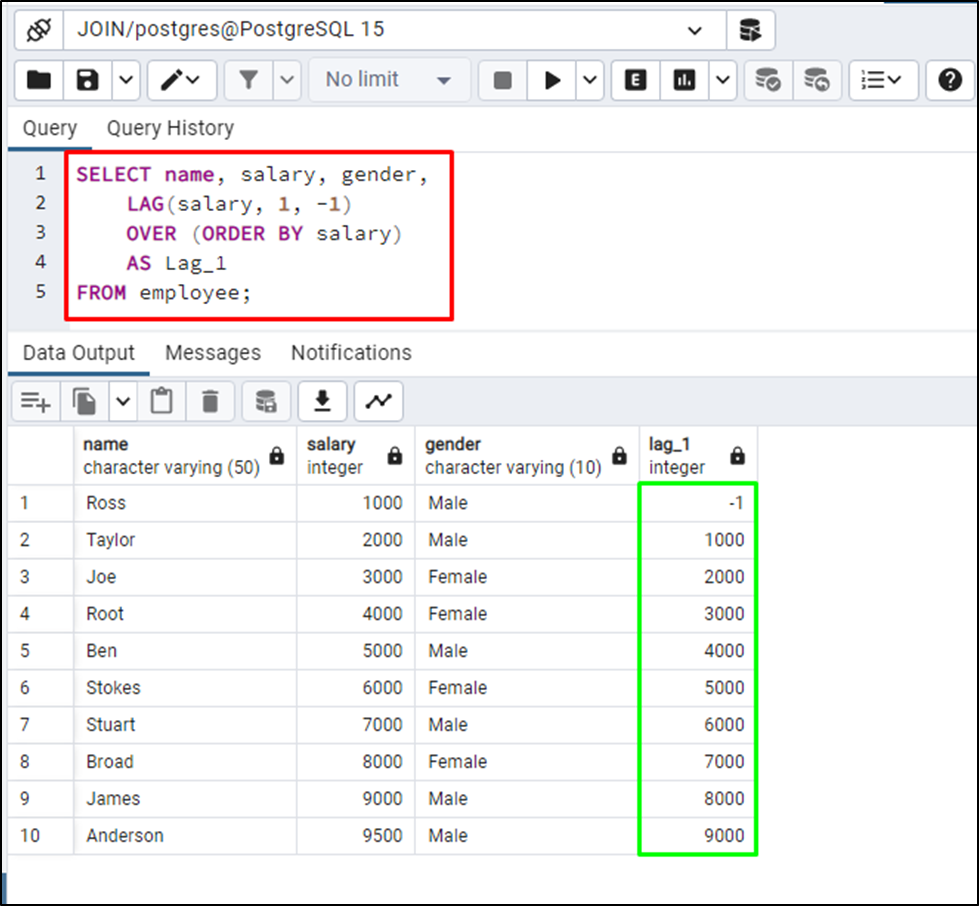 JOIN/postgres@PostgreSQL 15
No limit
E
?
Query Query History
1 SELECT name, salary, gender,
2 LAG(salary, 1, -1)
3 OVER (ORDER BY salary)
4 AS Lag_1
5 FROM employee;
Data Output Messages Notifications
name salary gender lag_1
character varying (50) integer character varying (10) integer
1 Ross 1000 Male -1
2 Taylor 2000 Male 1000
3 Joe 3000 Female 2000
4 Root 4000 Female 3000
5 Ben 5000 Male 4000
6 Stokes 6000 Female 5000
7 Stuart 7000 Male 6000
8 Broad 8000 Female 7000
9 James 9000 Male 8000
10 Anderson 9500 Male 9000